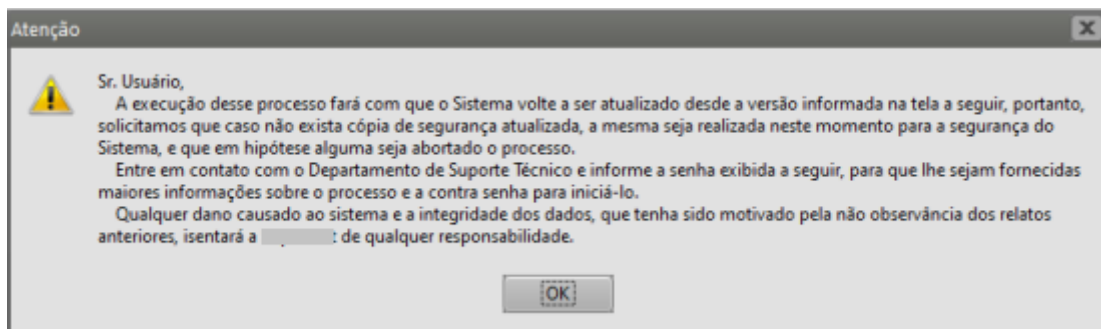 Atenção
Sr. Usuário,
A execução desse processo fará com que o Sistema volte a ser atualizado desde a versão informada na tela a seguir, portanto,
solicitamos que caso não exista cópia de segurança atualizada, a mesma seja realizada neste momento para a segurança do
Sistema, e que em hipótese alguma seja abortado o processo.
Entre em contato com o Departamento de Suporte Técnico e informe a senha exibida a seguir, para que lhe sejam fornecidas
maiores informações sobre o processo e a contra senha para iniciá-lo.
Qualquer dano causado ao sistema e a integridade dos dados, que tenha sido motivado pela não observância dos relatos
anteriores, isentará a de qualquer responsabilidade.
OK